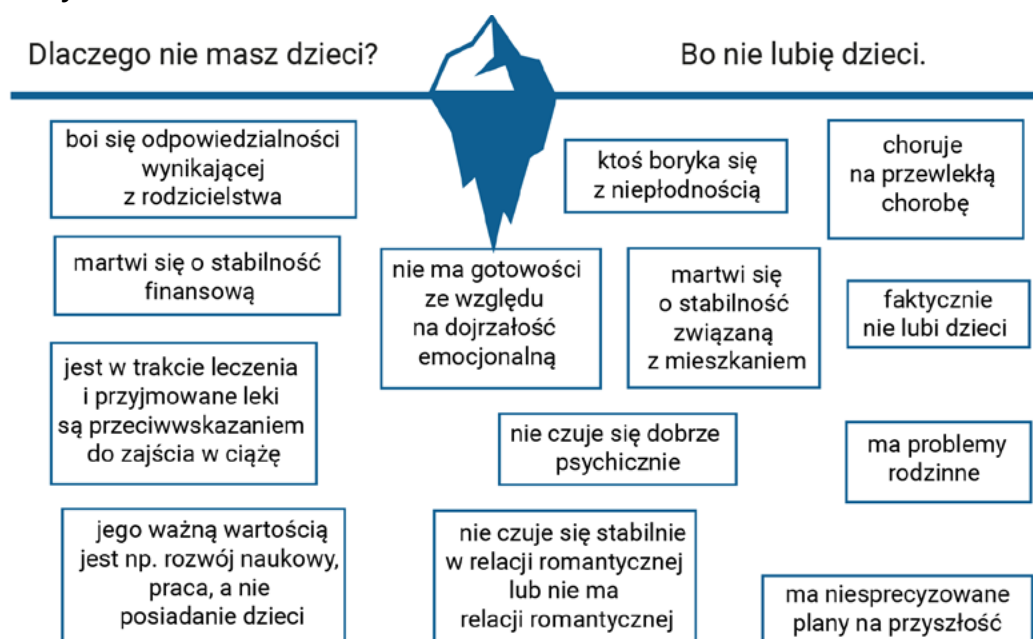 Dlaczego nie masz dzieci?
Bo nie lubię dzieci.
boi się odpowiedzialności
wynikającej
z rodzicielstwa
ktoś boryka się
z niepłodnością
choruje
na przewlekłą
chorobę
martwi się o stabilność
finansową
nie ma gotowości
ze względu
na dojrzałość
emocjonalną
martwi się
o stabilność
związaną
z mieszkaniem
faktycznie
nie lubi dzieci
jest w trakcie leczenia
i przyjmowane leki
są przeciwwskazaniem
do zajścia w ciążę
nie czuje się dobrze
psychicznie
ma problemy
rodzinne
jego ważną wartością
jest np. rozwój naukowy,
praca, a nie
posiadanie dzieci
nie czuje się stabilnie
w relacji romantycznej
lub nie ma
relacji romantycznej
ma niesprecyzowane
plany na przyszłość